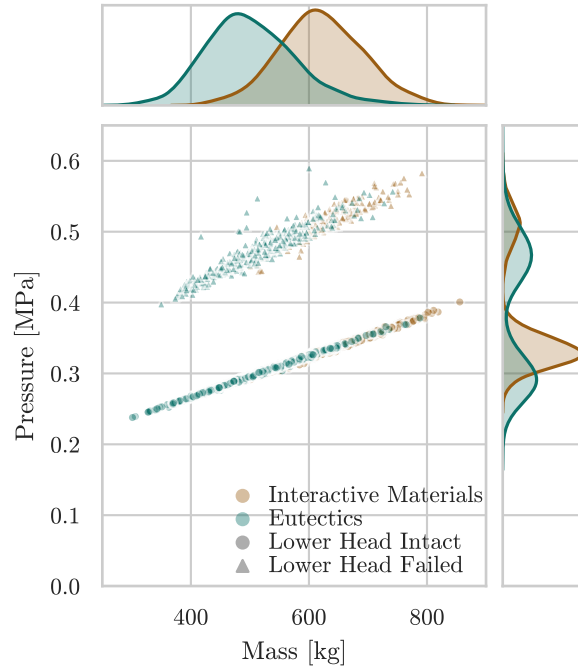 0.6
0.5
0.4
0.3
0.2
0.1
0.0
Pressure [MPa]
Interactive Materials
Eutectics
Lower Head Intact
Lower Head Failed
400 600 800
Mass [kg]